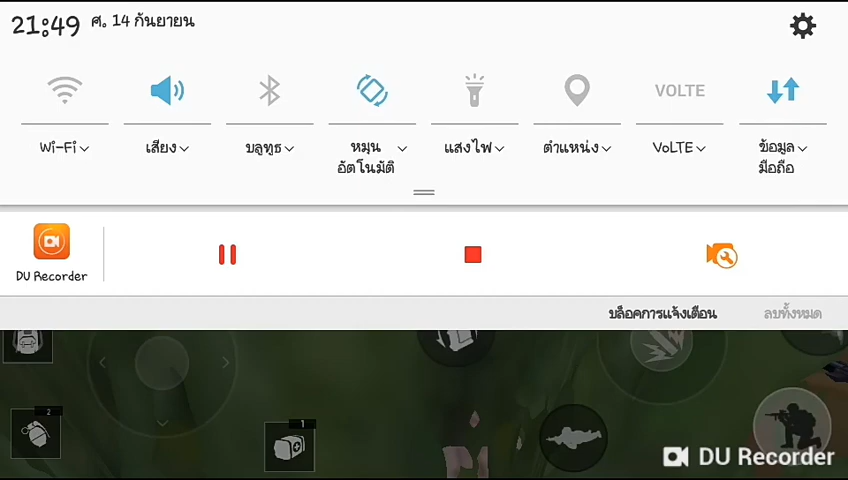 21:49 ศ. 14 กันยายน
VOLTE
Wi-Fi เสียง บลูทูธ หมุนอัตโนมัติ แสงไฟ ตำแหน่ง VoLTE ข้อมูลมือถือ
DU Recorder
บล็อคการแจ้งเตือน ลบทั้งหมด
2
1
DU Recorder